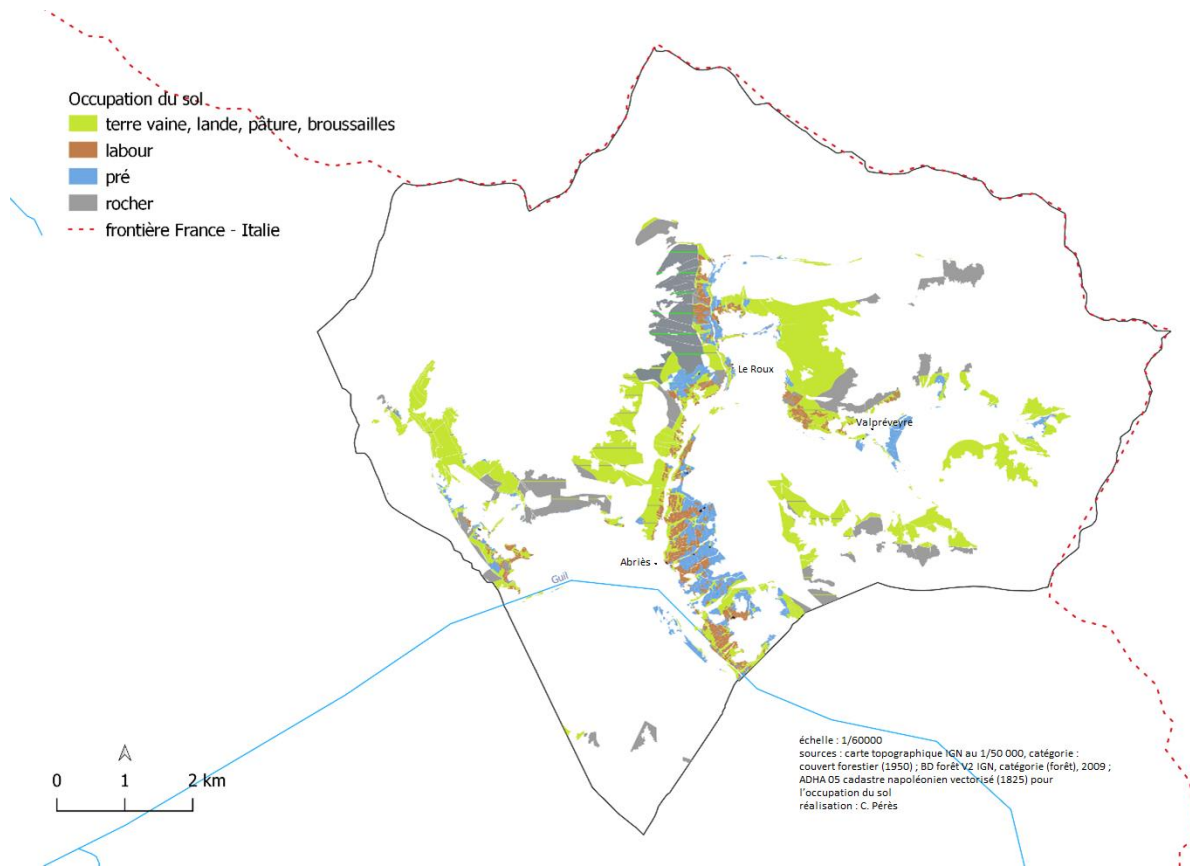 Occupation du sol
terre vaine, lande, pâture, broussailles
labour
pré
rocher
frontière France - Italie
Le Roux
Valpréveyre
Abriès
Guil
0 1 2 km
échelle : 1/60000
sources : carte topographique IGN au 1/50 000, catégorie :
couvert forestier (1950) ; BD forêt V2 IGN, catégorie (forêt), 2009 ;
ADHA 05 cadastre napoléonien vectorisé (1825) pour
l'occupation du sol
réalisation : C. Pérès